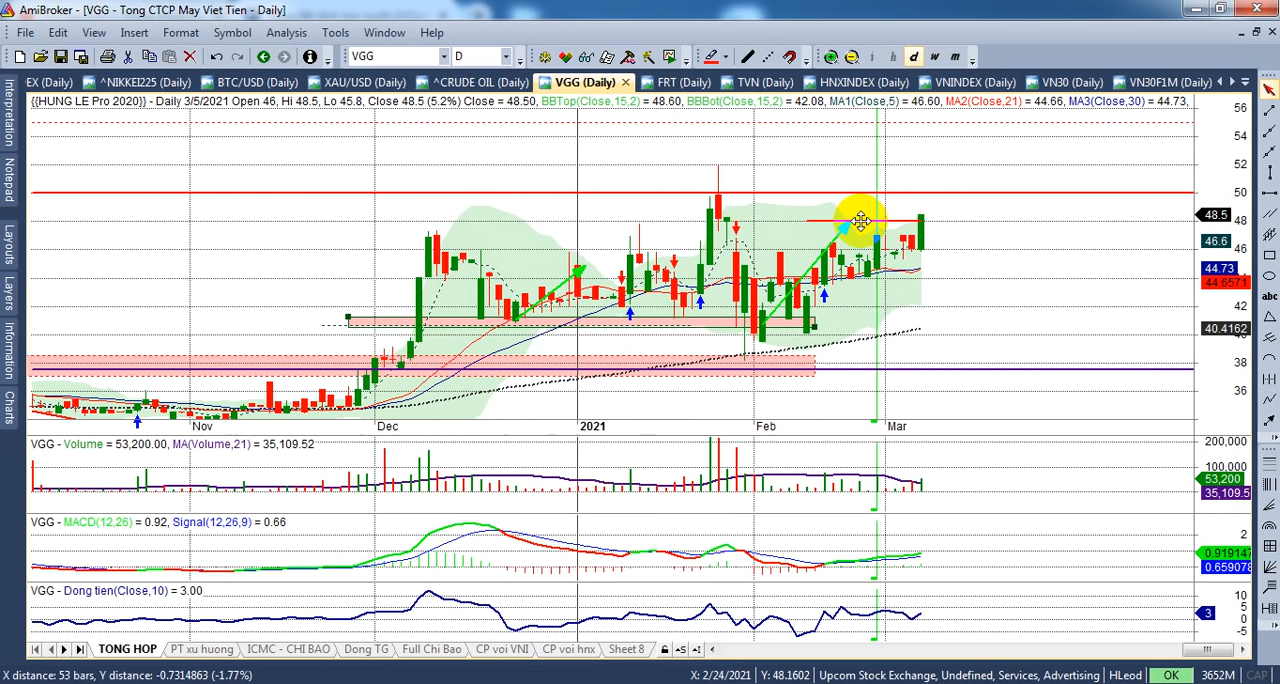 AmiBroker - [VGG - Tong CTCP May Viet Tien - Daily]
File Edit View Insert Format Symbol Analysis Tools Window Help
VGG D i h d w m
EX (Daily) ^NIKKEI225 (Daily) BTC/USD (Daily) XAU/USD (Daily) ^CRUDE OIL (Daily) VGG (Daily) FRT (Daily) TVN (Daily) HNXINDEX (Daily) VNINDEX (Daily) VN30 (Daily) VN30F1M (Daily)
{{HUNG LE Pro 2020}} - Daily 3/5/2021 Open 46, Hi 48.5, Lo 45.8, Close 48.5 (5.2%) Close = 48.50, BBTop(Close,15,2) = 48.60, BBBot(Close,15,2) = 42.08, MA1(Close,5) = 46.60, MA2(Close,21) = 44.66, MA3(Close,30) = 44.73,
Interpretation
Notepad
Layouts
Layers
Information
Charts
abc
56
54
52
50
48.5
48
46.6
46
44.73
44.6571
42
40.4162
38
36
Nov Dec 2021 Feb Mar
VGG - Volume = 53,200.00, MA(Volume,21) = 35,109.52
200,000
100,000
53,200
35,109.5
VGG - MACD(12,26) = 0.92, Signal(12,26,9) = 0.66
2
0.919147
0.659078
VGG - Dong tien(Close,10) = 3.00
10
5
3
-5
TONG HOP PT xu huong ICMC - CHI BAO Dong TG Full Chi Bao CP voi VNI CP voi hnx Sheet 8
X distance: 53 bars, Y distance: -0.7314863 (-1.77%) X: 2/24/2021 Y: 48.1602 Upcom Stock Exchange, Undefined, Services, Advertising HLeod OK 3652M CAP